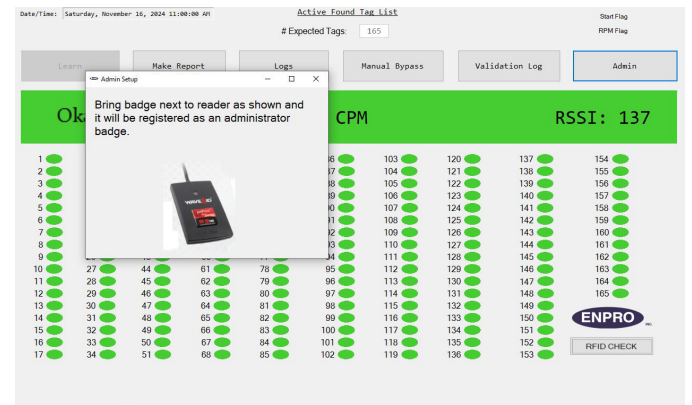 Date/Time: Saturday, November 16, 2024 11:00:00 AM
Active Found Tag List
Start Flag
# Expected Tags: 165
RPM Flag
Learn Make Report Logs Manual Bypass Validation Log Admin
Admin Setup
Bring badge next to reader as shown and
it will be registered as an administrator
badge.
CPM RSSI: 137
WAVE ID
1 103 120 137 154
2 104 121 138 155
3 105 122 139 156
4 106 123 140 157
5 107 124 141 158
6 108 125 142 159
7 109 126 143 160
8 110 127 144 161
9 111 128 145 162
10 27 44 61 78 95 112 129 146 163
11 28 45 62 79 96 113 130 147 164
12 29 46 63 80 97 114 131 148 165
13 30 47 64 81 98 115 132 149
14 31 48 65 82 99 116 133 150
15 32 49 66 83 100 117 134 151
16 33 50 67 84 101 118 135 152
17 34 51 68 85 102 119 136 153
ENPRO INC.
RFID CHECK